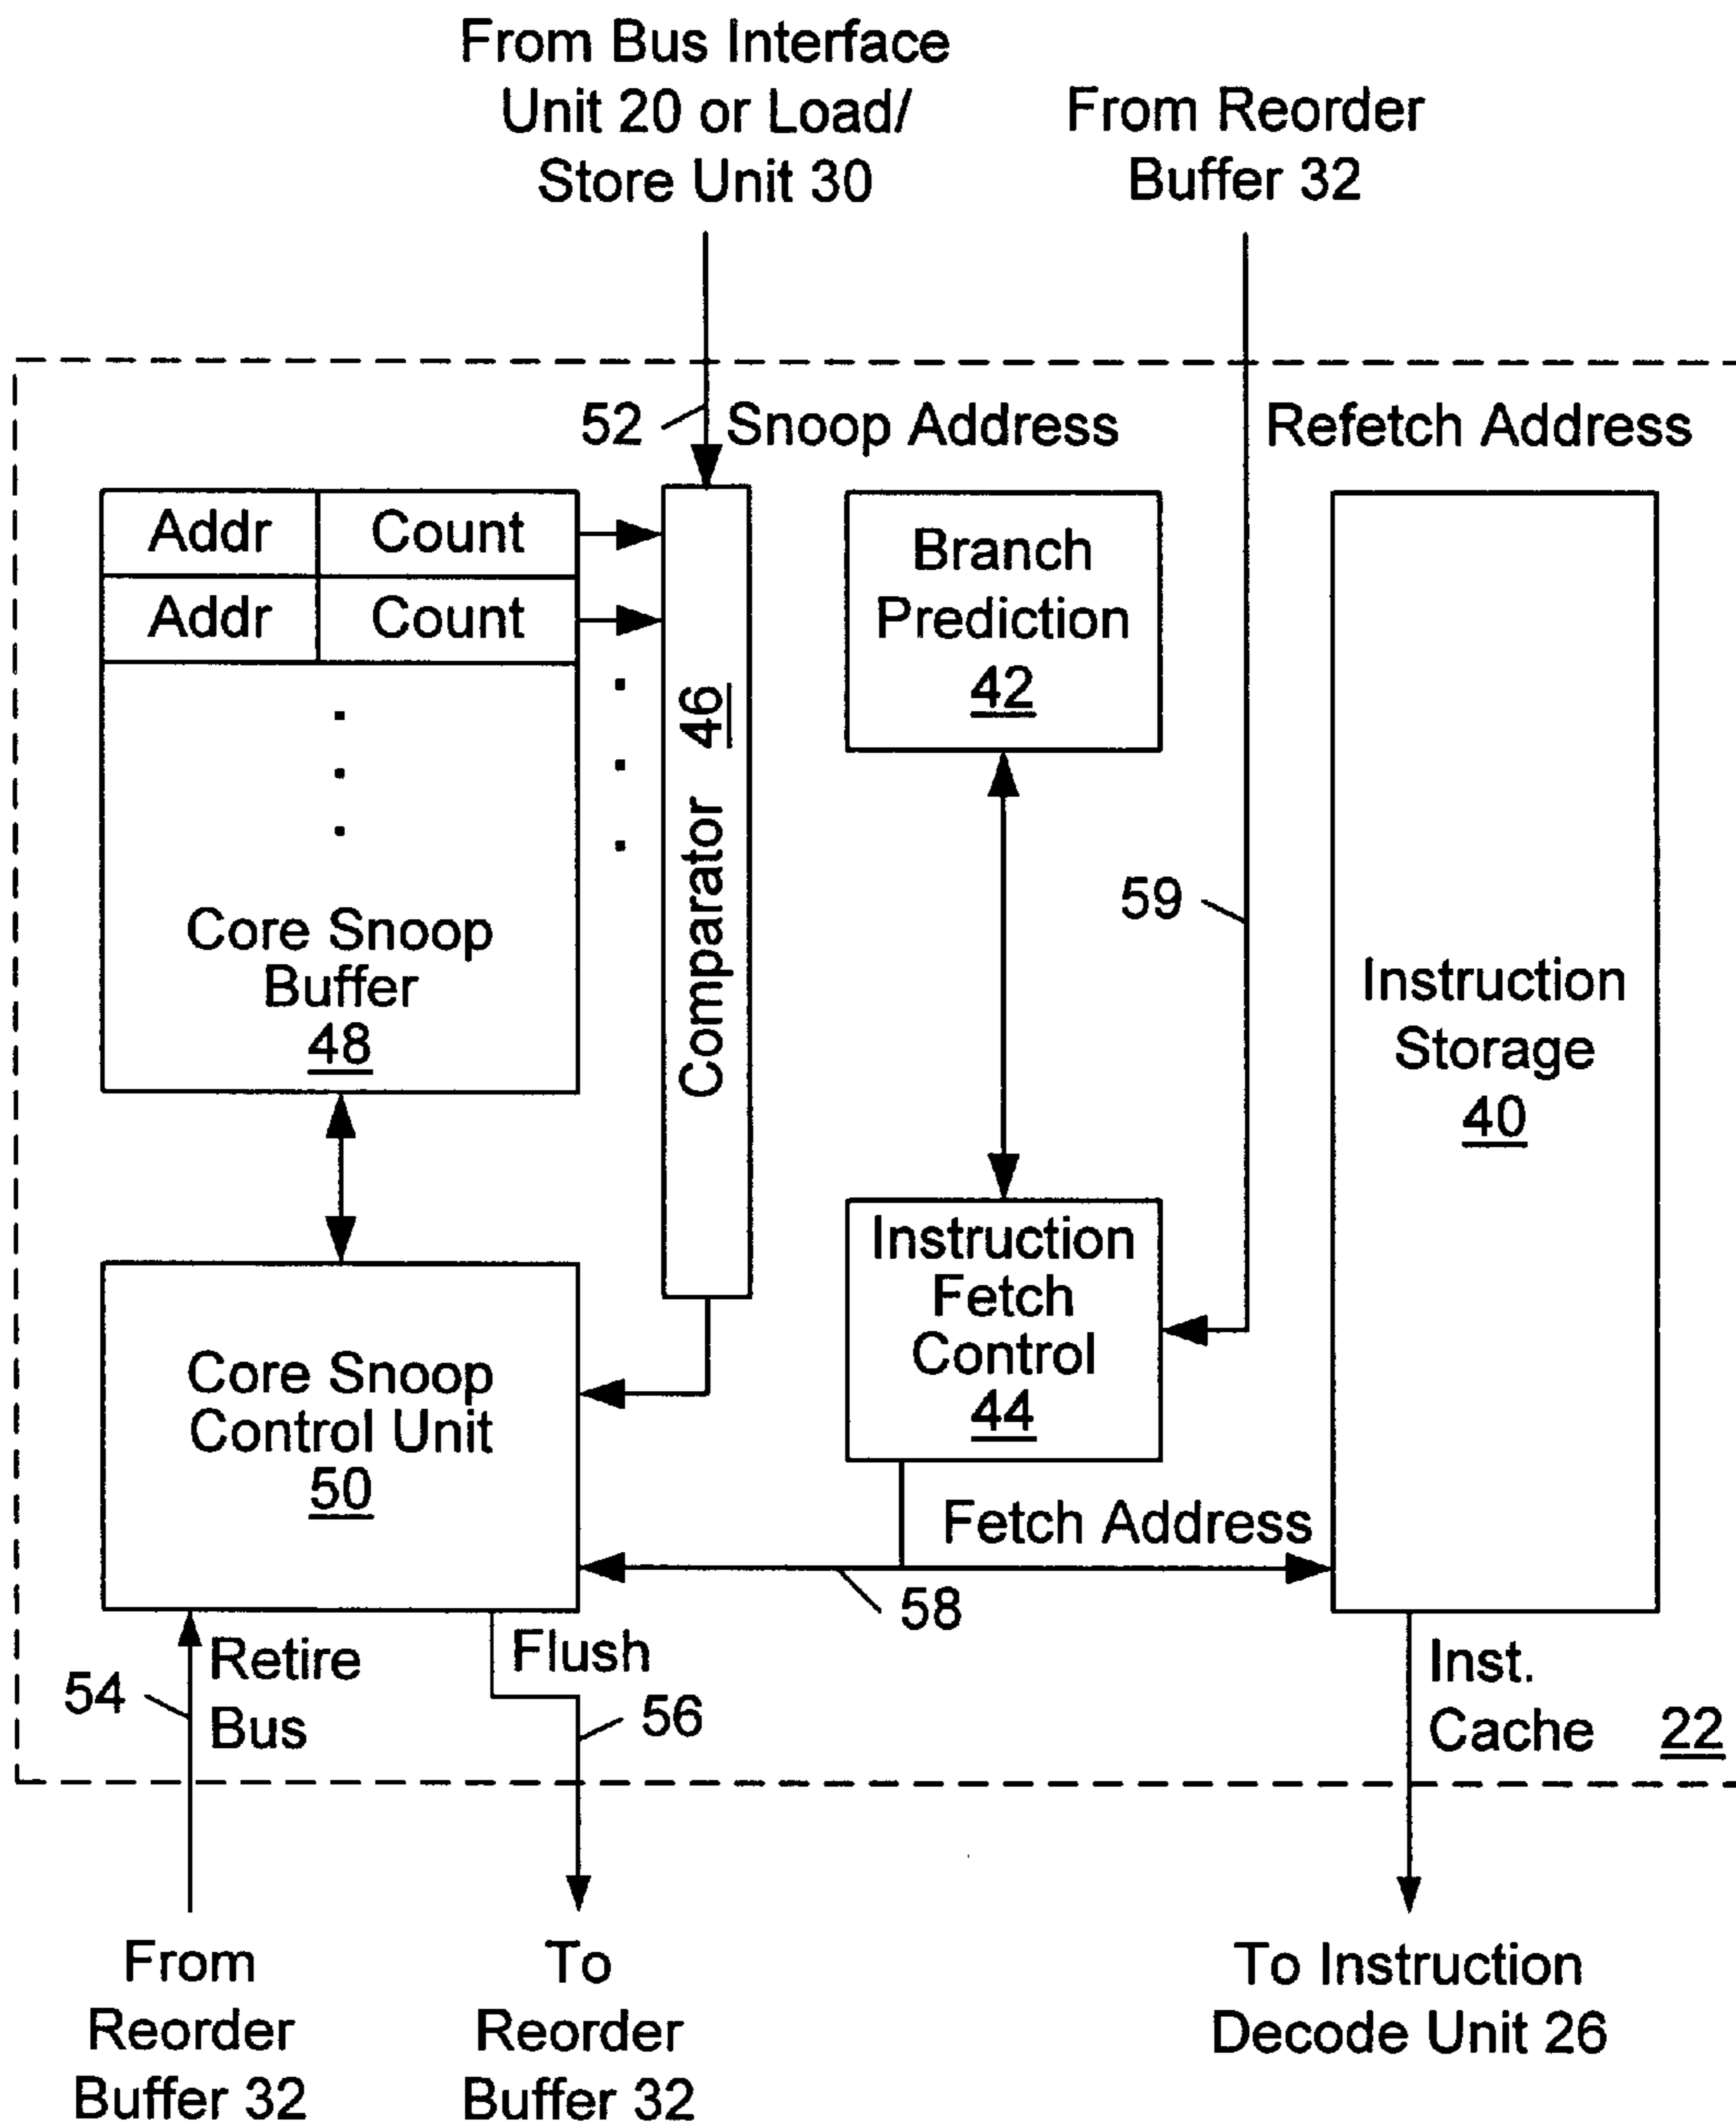 From Bus Interface
Unit 20 or Load/
Store Unit 30
From Reorder
Buffer 32
52
Snoop Address
Refetch Address
Addr Count
Addr Count
Core Snoop
Buffer
48
Comparator 46
Branch
Prediction
42
59
Instruction
Storage
40
Instruction
Fetch
Control
44
Core Snoop
Control Unit
50
Fetch Address
58
54
Retire
Bus
Flush
56
Inst.
Cache 22
From
Reorder
Buffer 32
To
Reorder
Buffer 32
To Instruction
Decode Unit 26